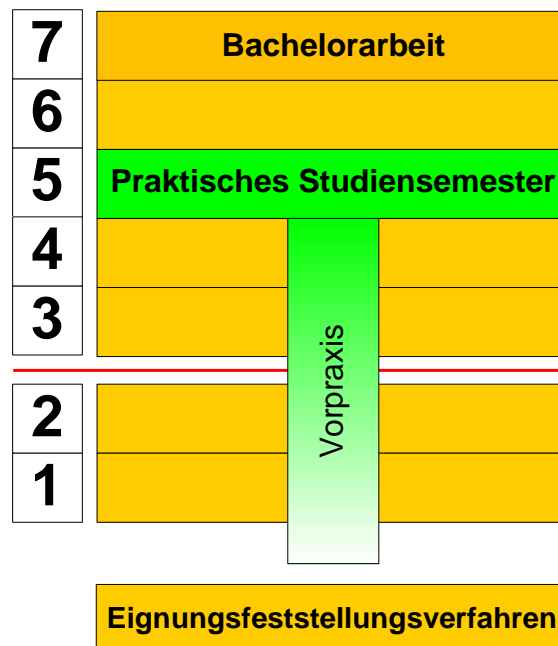 7
Bachelorarbeit
6
5
Praktisches Studiensemester
4
3
Vorpraxis
2
1
Eignungsfeststellungsverfahren